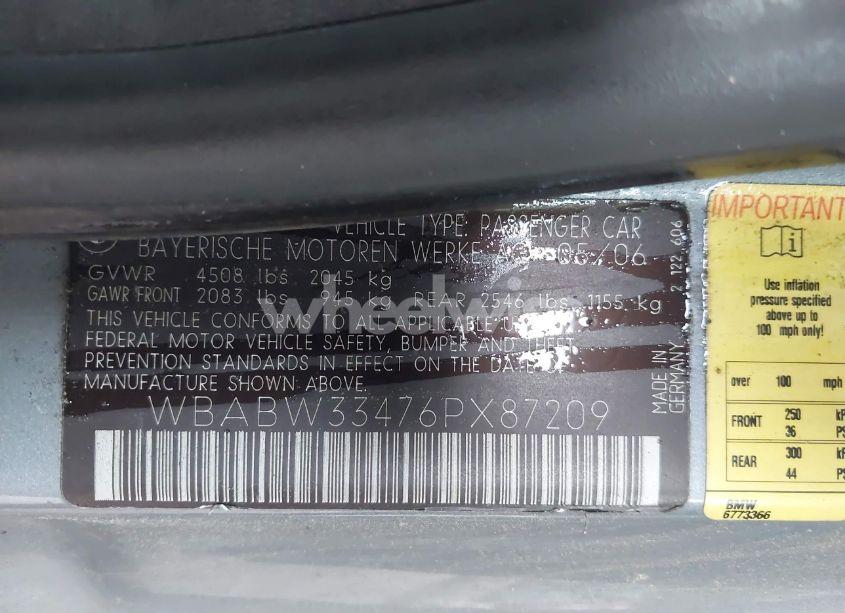 VEHICLE TYPE: PASSENGER CAR
BAYERISCHE MOTOREN WERKE AG 05/06
GVWR 4508 lbs 2045 kg
GAWR FRONT 2083 lbs 945 kg REAR 2546 lbs 1155 kg
THIS VEHICLE CONFORMS TO ALL APPLICABLE U.S.
FEDERAL MOTOR VEHICLE SAFETY, BUMPER AND THEFT
PREVENTION STANDARDS IN EFFECT ON THE DATE OF
MANUFACTURE SHOWN ABOVE.
WBABW33476PX87209
MADE IN
GERMANY 2 122 606
wheelwiz
IMPORTANT
i
Use inflation
pressure specified
above up to
100 mph only!
over 100 mph
FRONT 250
36
REAR 300
44
BMW
6773366